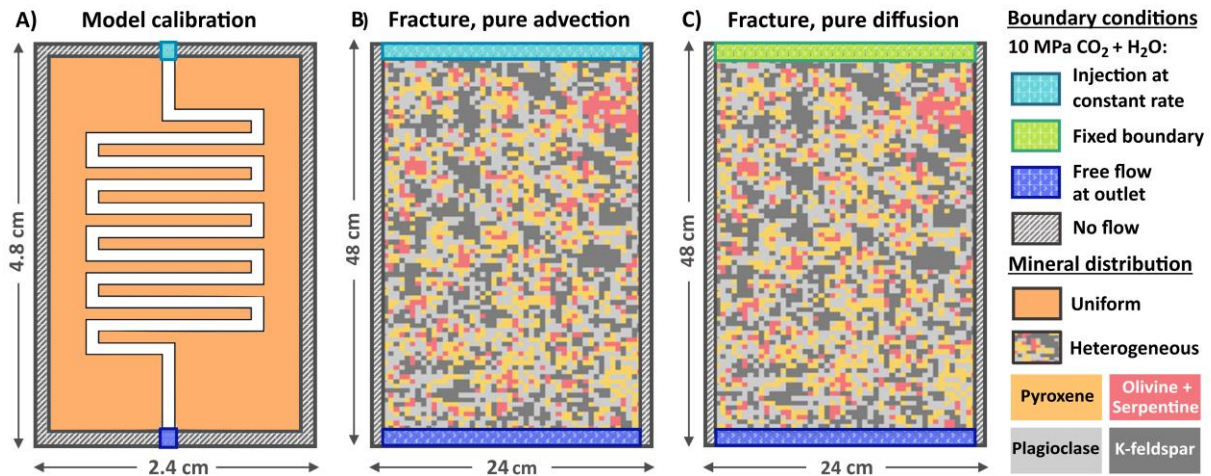 A) Model calibration
B) Fracture, pure advection
C) Fracture, pure diffusion
4.8 cm
2.4 cm
48 cm
24 cm
48 cm
24 cm
Boundary conditions
10 MPa CO₂ + H₂O:
Injection at
constant rate
Fixed boundary
Free flow
at outlet
No flow
Mineral distribution
Uniform
Heterogeneous
Pyroxene
Olivine +
Serpentine
Plagioclase
K-feldspar